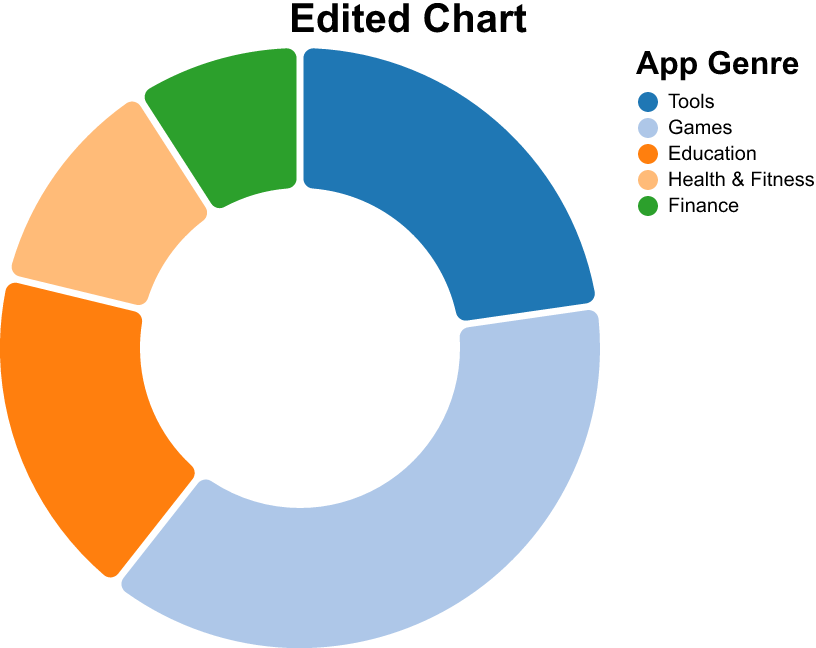 Edited Chart
App Genre
Tools
Games
Education
Health & Fitness
Finance